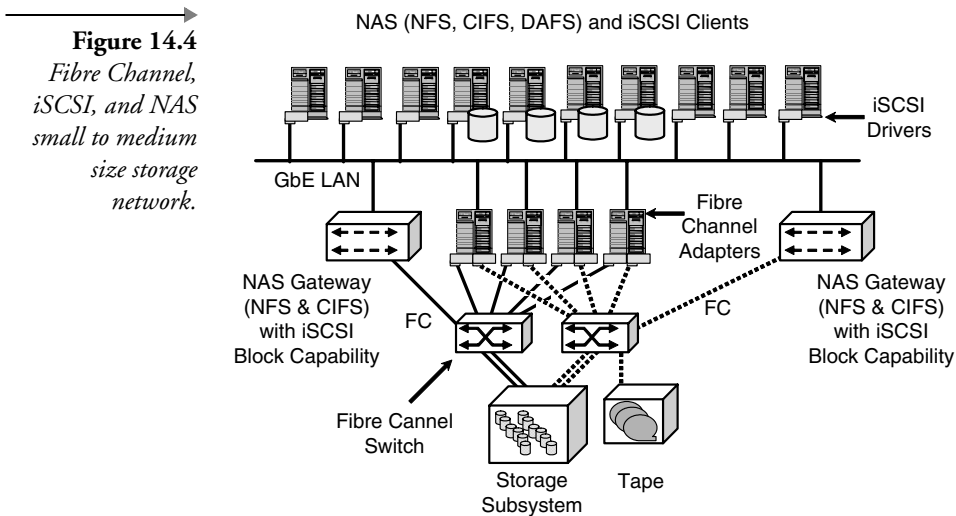 Figure 14.4
Fibre Channel,
iSCSI, and NAS
small to medium
size storage
network.
NAS (NFS, CIFS, DAFS) and iSCSI Clients
iSCSI
Drivers
GbE LAN
Fibre
Channel
Adapters
NAS Gateway
(NFS & CIFS)
with iSCSI
Block Capability
FC
FC
NAS Gateway
(NFS & CIFS)
with iSCSI
Block Capability
Fibre Cannel
Switch
Storage
Subsystem
Tape